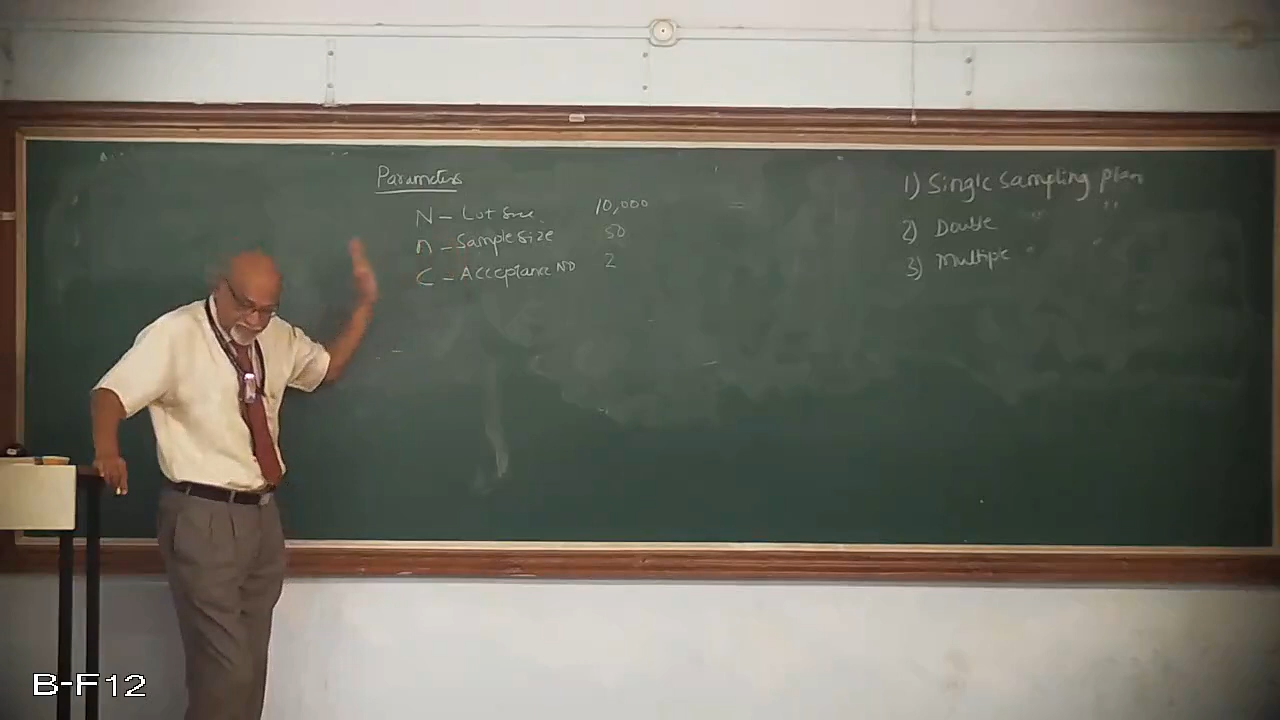 Parameters
N - Lot Size 10,000
n - Sample Size 50
C - Acceptance No 2
1) Single Sampling Plan
2) Double " "
3) Multiple " "
B-F12